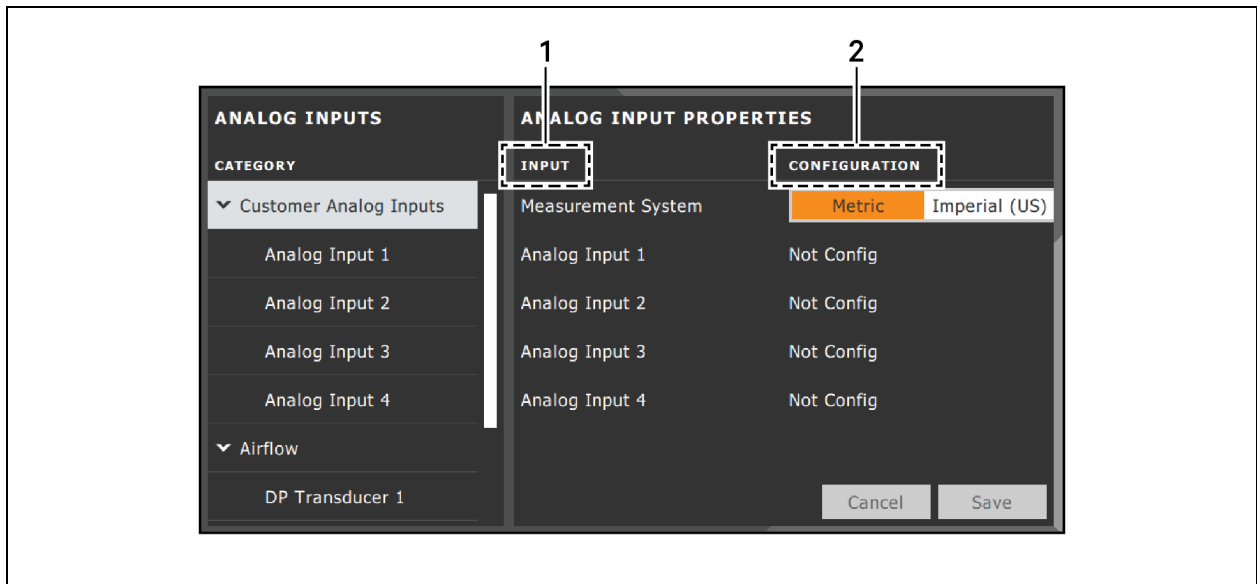 1
2
ANALOG INPUTS
CATEGORY
Customer Analog Inputs
Analog Input 1
Analog Input 2
Analog Input 3
Analog Input 4
Airflow
DP Transducer 1
ANALOG INPUT PROPERTIES
INPUT CONFIGURATION
Measurement System Metric Imperial (US)
Analog Input 1 Not Config
Analog Input 2 Not Config
Analog Input 3 Not Config
Analog Input 4 Not Config
Cancel Save